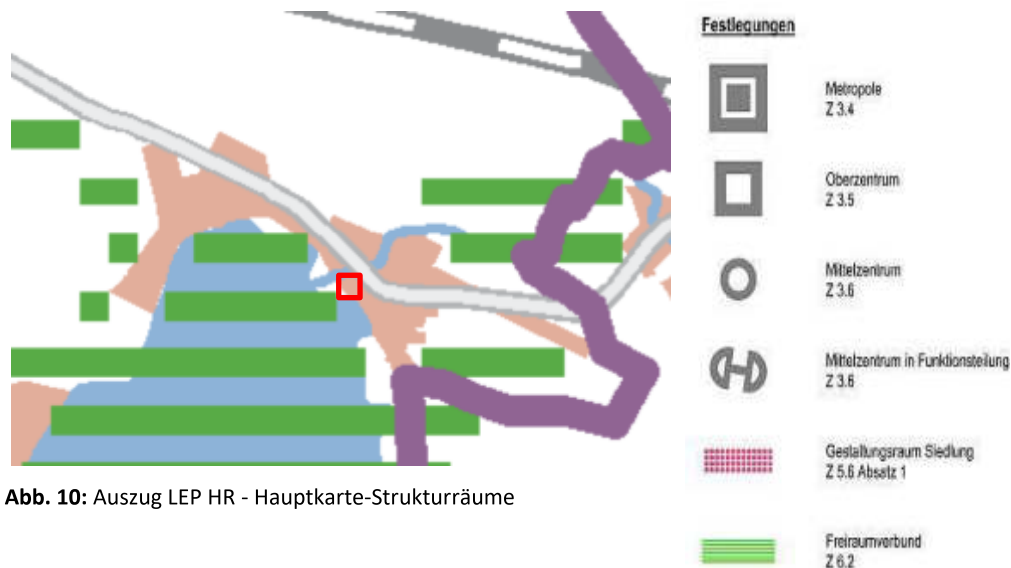 Festlegungen
Metropole
Z 3.4
Oberzentrum
Z 3.5
Mittelzentrum
Z 3.6
Mittelzentrum in Funktionsteilung
Z 3.6
Gestaltungsraum Siedlung
Z 5.6 Absatz 1
Freiraumverbund
Z 6.2
Abb. 10: Auszug LEP HR - Hauptkarte-Strukturräume